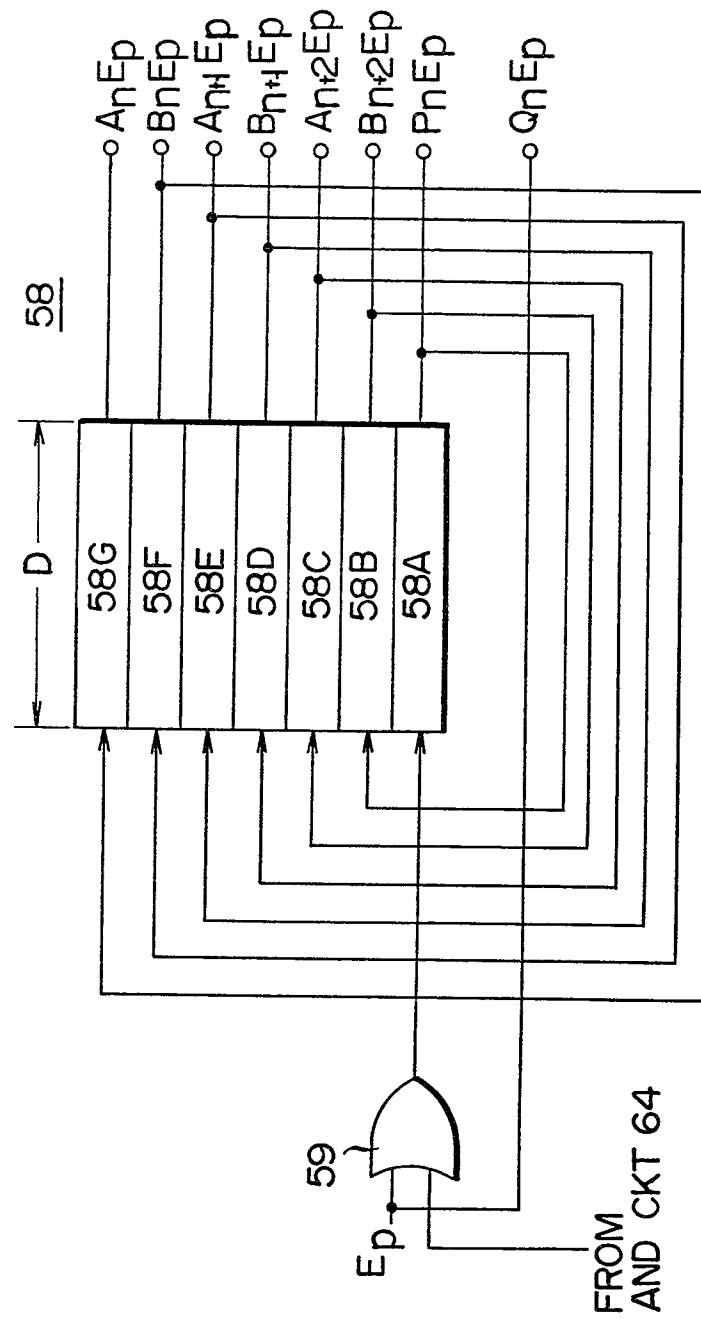 58
D
58G
58F
58E
58D
58C
58B
58A
AnEp
BnEp
An+1Ep
Bn+1Ep
An+2Ep
Bn+2Ep
PnEp
QnEp
59
Ep
FROM
AND CKT 64